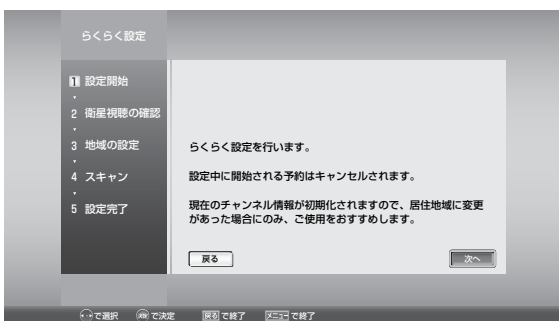 らくらく設定
1 設定開始
2 衛星視聴の確認
3 地域の設定
4 スキャン
5 設定完了
らくらく設定を行います。
設定中に開始される予約はキャンセルされます。
現在のチャンネル情報が初期化されますので、居住地域に変更
があった場合にのみ、ご使用をおすすめします。
戻る 次へ
で選択 で決定 戻るで終了 メニューで終了